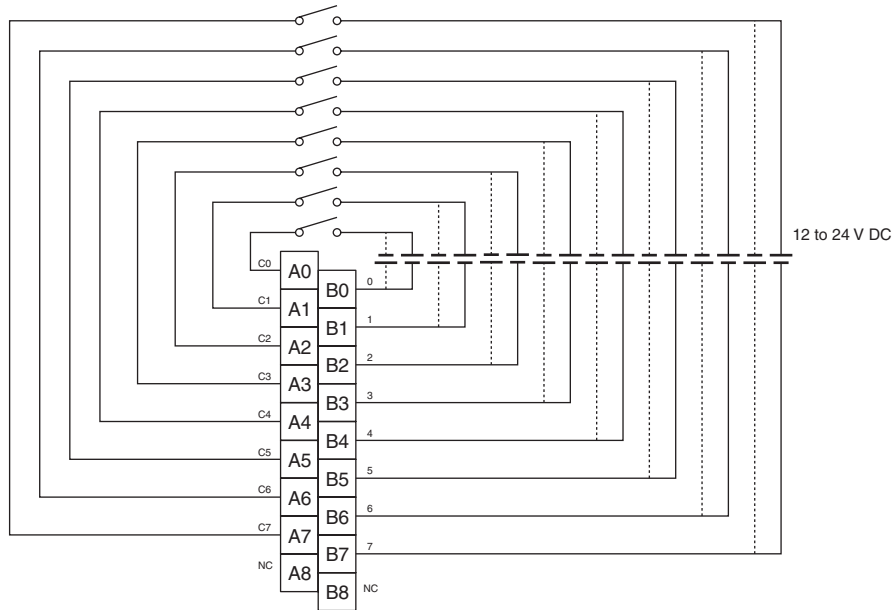 12 to 24 V DC
C0 A0
B0 0
C1 A1
B1 1
C2 A2
B2 2
C3 A3
B3 3
C4 A4
B4 4
C5 A5
B5 5
C6 A6
B6 6
C7 A7
B7 7
NC A8
B8 NC